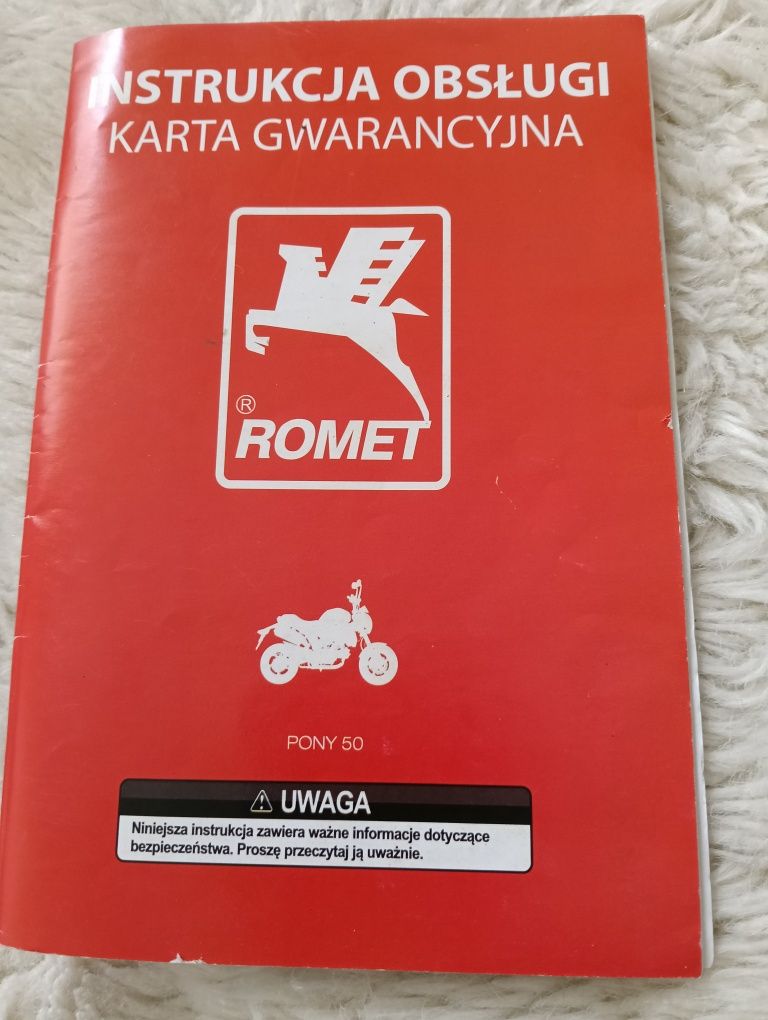 INSTRUKCJA OBSŁUGI
KARTA GWARANCYJNA
®
ROMET
PONY 50
⚠ UWAGA
Niniejsza instrukcja zawiera ważne informacje dotyczące
bezpieczeństwa. Proszę przeczytaj ją uważnie.